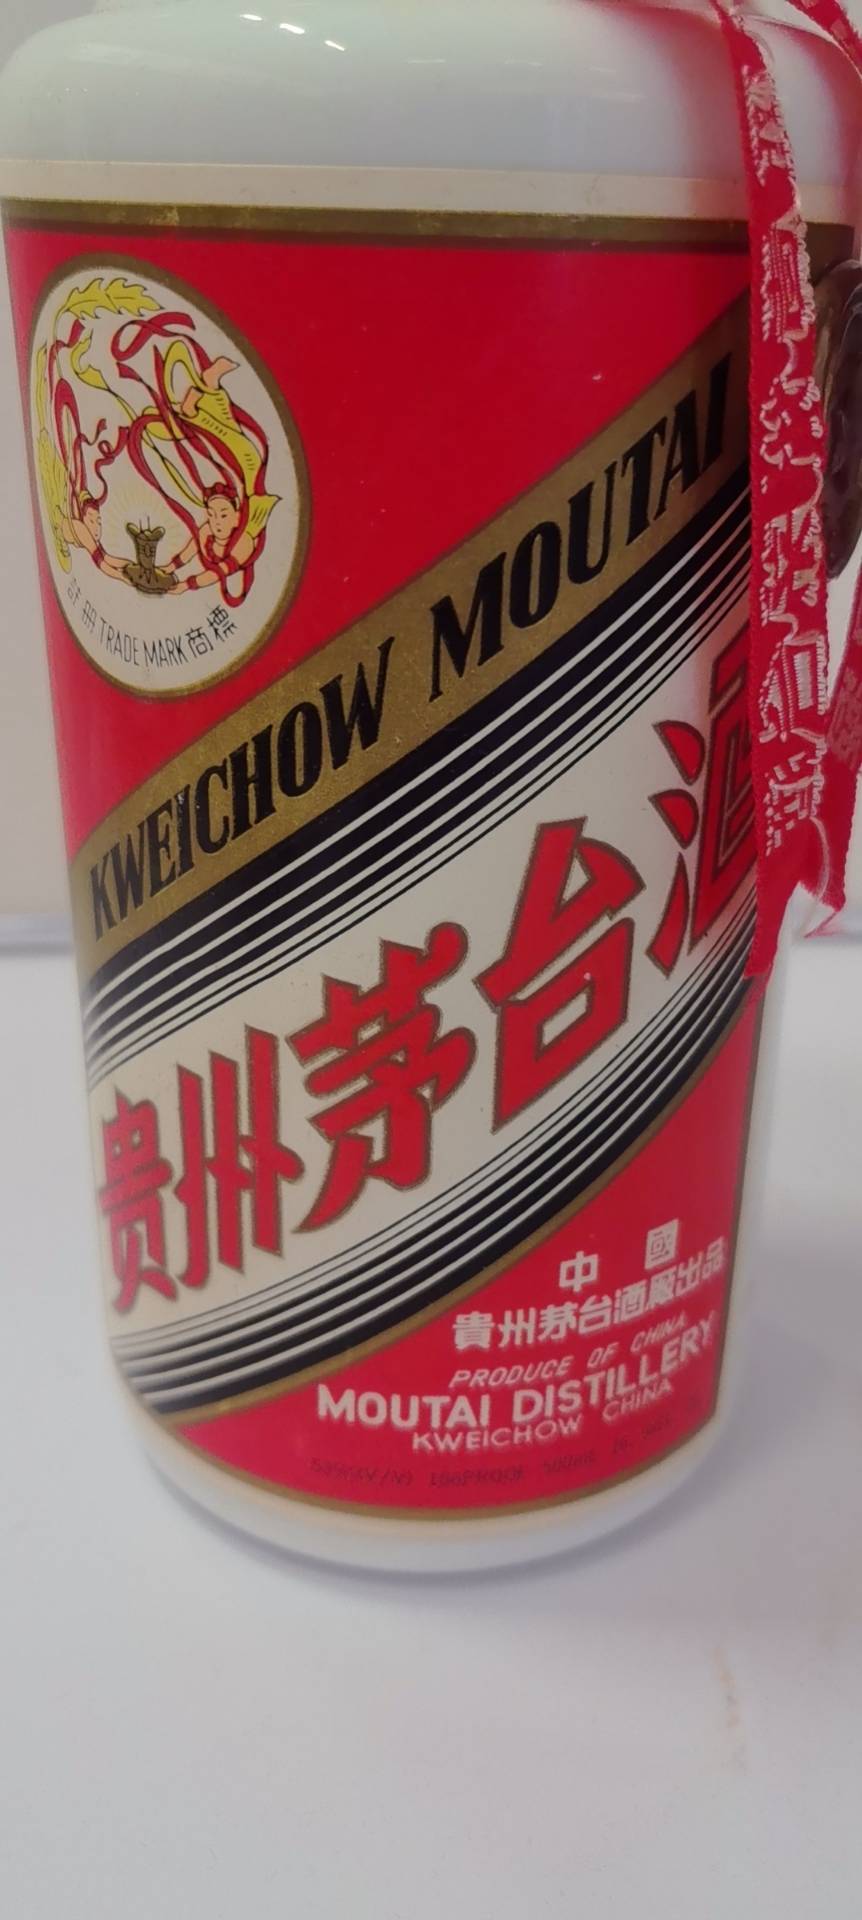 註册 TRADE MARK 商標
KWEICHOW MOUTAI
贵州茅台酒
中國
貴州茅台酒廠出品
PRODUCE OF CHINA
MOUTAI DISTILLERY
KWEICHOW CHINA
106PROOF